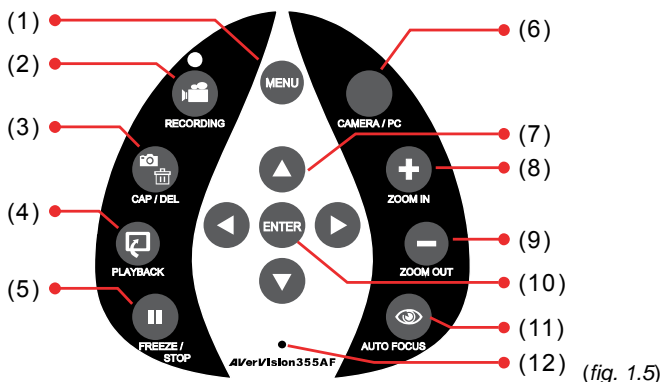 (1)
(2)
(3)
(4)
(5)
RECORDING
CAP / DEL
PLAYBACK
FREEZE /
STOP
MENU
ENTER
AVerVision355AF
CAMERA / PC
ZOOM IN
ZOOM OUT
AUTO FOCUS
(6)
(7)
(8)
(9)
(10)
(11)
(12)
(fig. 1.5)